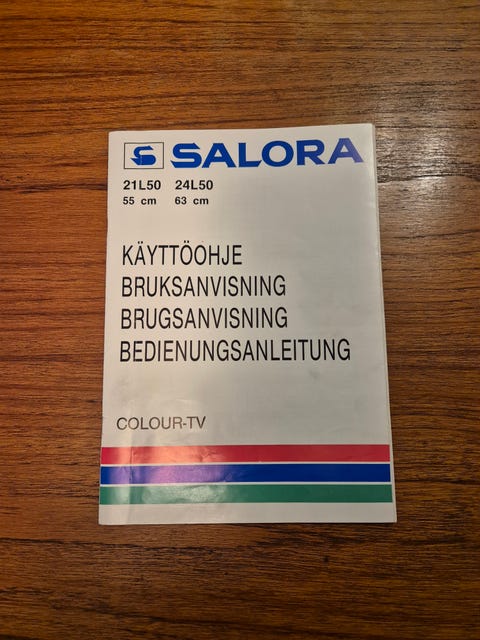 SALORA
21L50 24L50
55 cm 63 cm
KÄYTTÖOHJE
BRUKSANVISNING
BRUGSANVISNING
BEDIENUNGSANLEITUNG
COLOUR-TV